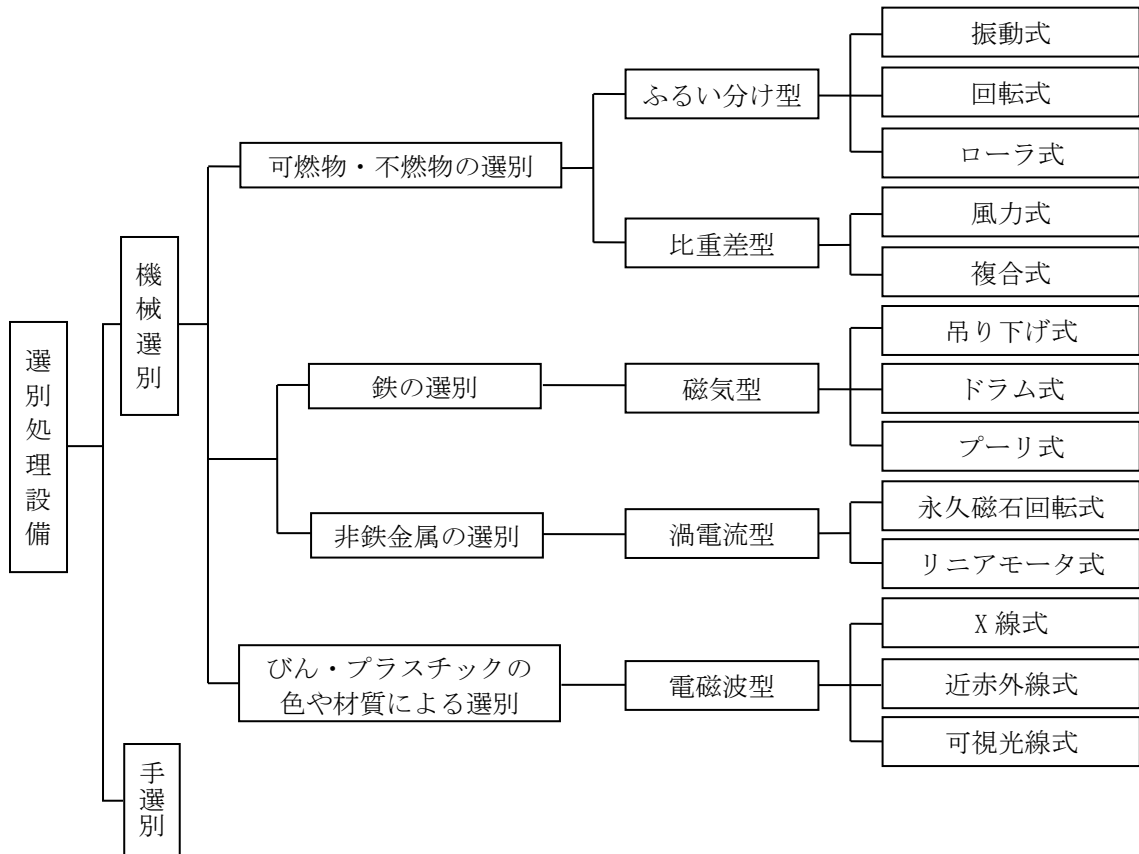 選別処理設備
機械選別
可燃物・不燃物の選別
ふるい分け型
振動式
回転式
ローラ式
比重差型
風力式
複合式
鉄の選別
磁気型
吊り下げ式
ドラム式
プーリ式
非鉄金属の選別
渦電流型
永久磁石回転式
リニアモータ式
びん・プラスチックの
色や材質による選別
電磁波型
X線式
近赤外線式
可視光線式
手選別